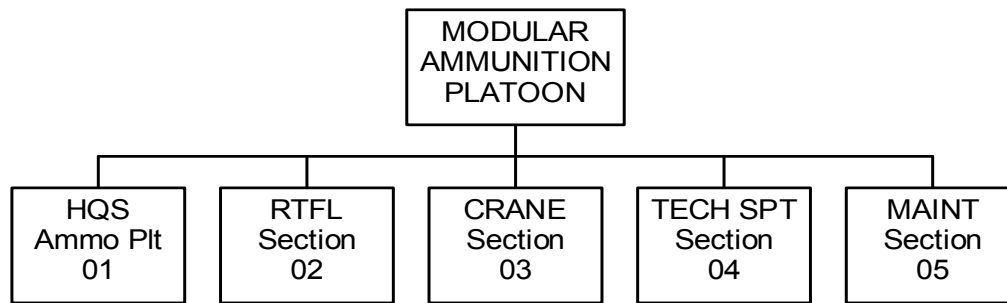 MODULAR
AMMUNITION
PLATOON
HQS
Ammo Plt
01
RTFL
Section
02
CRANE
Section
03
TECH SPT
Section
04
MAINT
Section
05